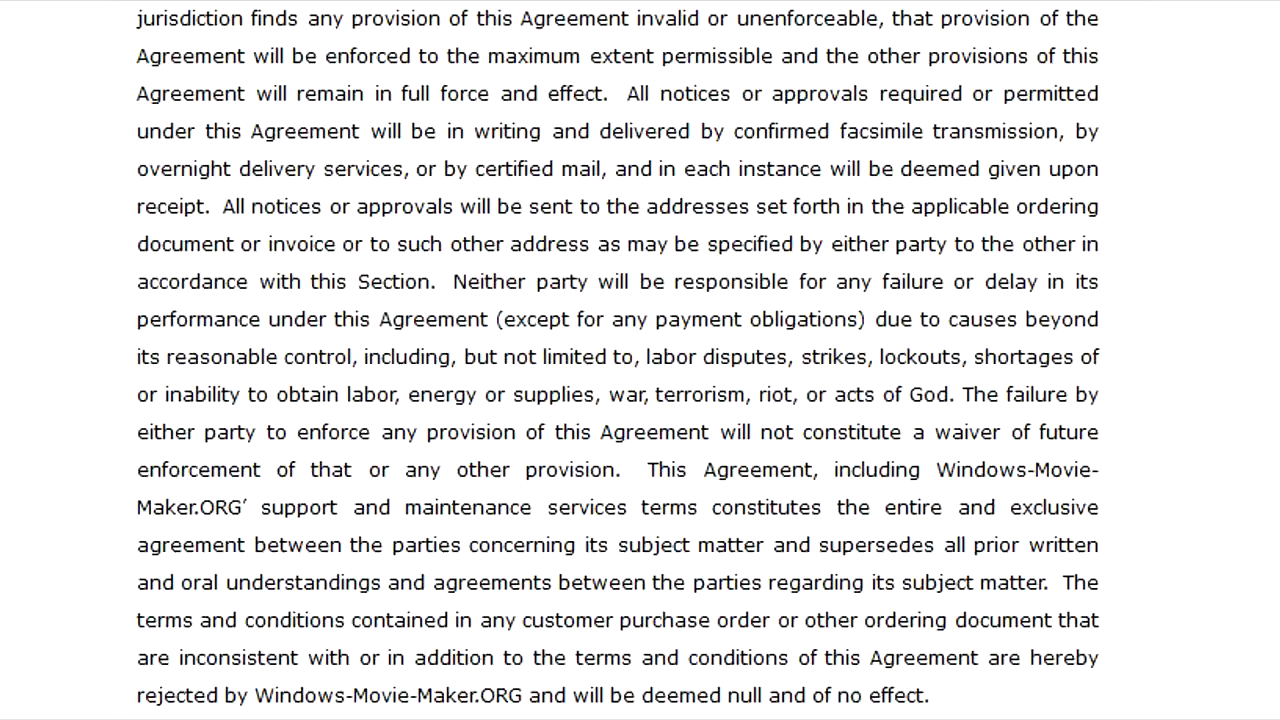 jurisdiction finds any provision of this Agreement invalid or unenforceable, that provision of the
Agreement will be enforced to the maximum extent permissible and the other provisions of this
Agreement will remain in full force and effect.  All notices or approvals required or permitted
under this Agreement will be in writing and delivered by confirmed facsimile transmission, by
overnight delivery services, or by certified mail, and in each instance will be deemed given upon
receipt.  All notices or approvals will be sent to the addresses set forth in the applicable ordering
document or invoice or to such other address as may be specified by either party to the other in
accordance with this Section.  Neither party will be responsible for any failure or delay in its
performance under this Agreement (except for any payment obligations) due to causes beyond
its reasonable control, including, but not limited to, labor disputes, strikes, lockouts, shortages of
or inability to obtain labor, energy or supplies, war, terrorism, riot, or acts of God. The failure by
either party to enforce any provision of this Agreement will not constitute a waiver of future
enforcement of that or any other provision.  This Agreement, including Windows-Movie-
Maker.ORG’ support and maintenance services terms constitutes the entire and exclusive
agreement between the parties concerning its subject matter and supersedes all prior written
and oral understandings and agreements between the parties regarding its subject matter.  The
terms and conditions contained in any customer purchase order or other ordering document that
are inconsistent with or in addition to the terms and conditions of this Agreement are hereby
rejected by Windows-Movie-Maker.ORG and will be deemed null and of no effect.